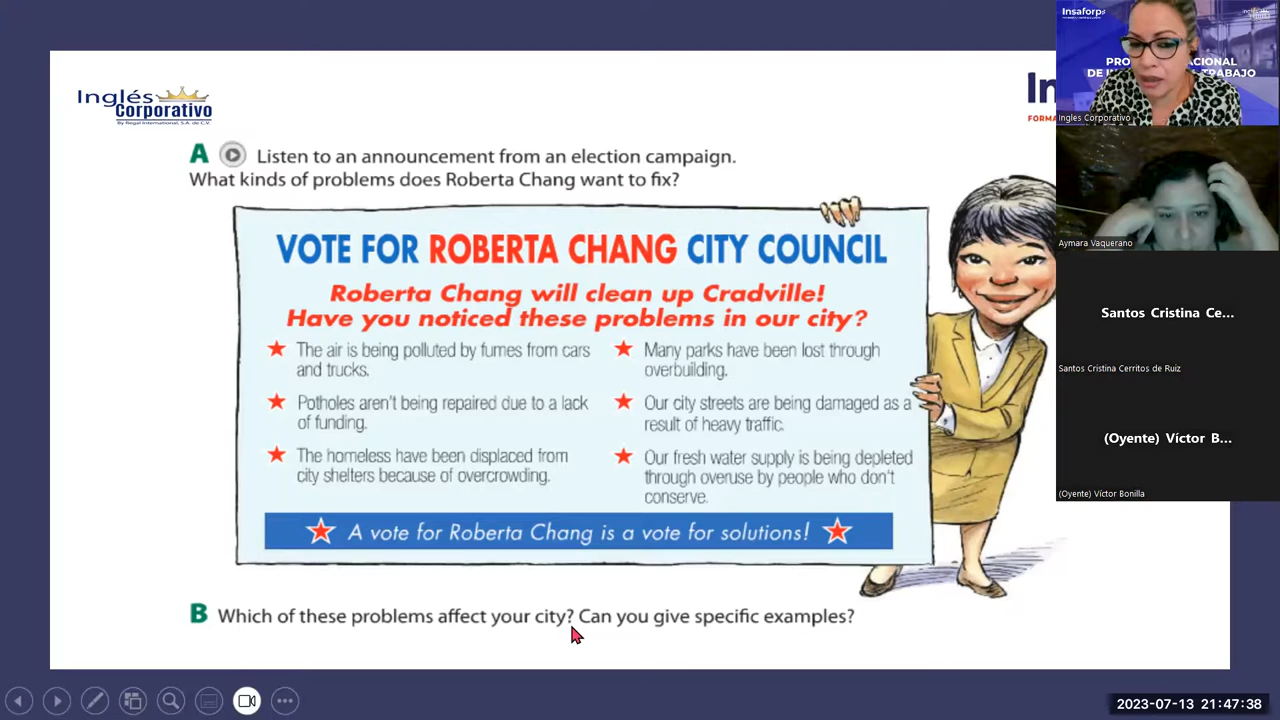 Inglés
Corporativo
By Regal International, S.A. de C.V.
In
FORMA
A Listen to an announcement from an election campaign.
What kinds of problems does Roberta Chang want to fix?
VOTE FOR ROBERTA CHANG CITY COUNCIL
Roberta Chang will clean up Cradville!
Have you noticed these problems in our city?
The air is being polluted by fumes from cars
and trucks.
Potholes aren't being repaired due to a lack
of funding.
The homeless have been displaced from
city shelters because of overcrowding.
Many parks have been lost through
overbuilding.
Our city streets are being damaged as a
result of heavy traffic.
Our fresh water supply is being depleted
through overuse by people who don't
conserve.
A vote for Roberta Chang is a vote for solutions!
B Which of these problems affect your city? Can you give specific examples?
Insaforp
PRO ACIONAL
DE IN TRABAJO
Ingles Corporativo
Aymara Vaquerano
Santos Cristina Ce...
Santos Cristina Cerritos de Ruiz
(Oyente) Víctor B...
(Oyente) Víctor Bonilla
2023-07-13 21:47:38